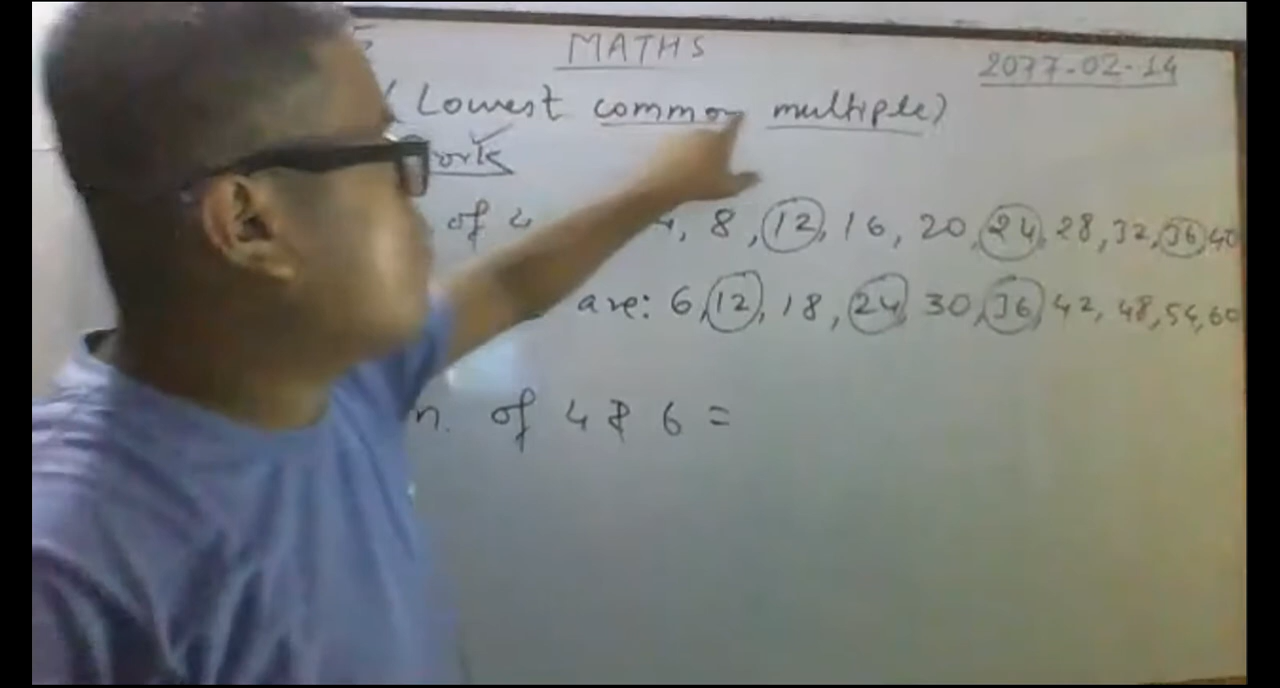 MATHS
2077-02-14
(Lowest common multiple)
of 4 4, 8, 12, 16, 20, 24, 28, 32, 36, 40
are: 6, 12, 18, 24, 30, 36, 42, 48, 54, 60
m. of 4 & 6 =